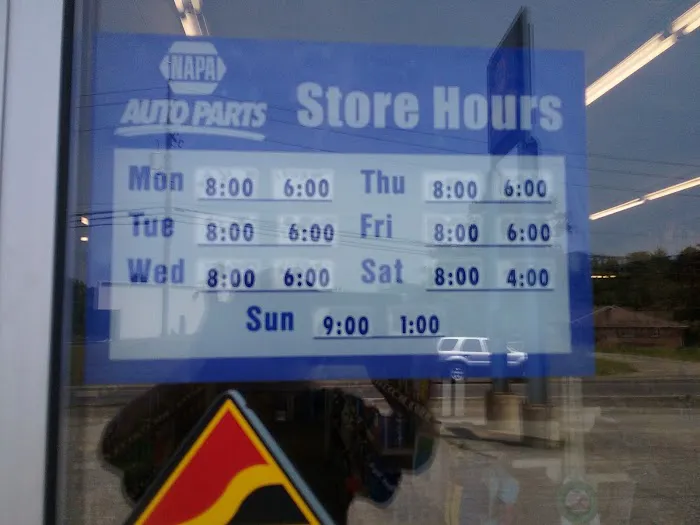 NAPA
AUTO PARTS
Store Hours
Mon 8:00 6:00 Thu 8:00 6:00
Tue 8:00 6:00 Fri 8:00 6:00
Wed 8:00 6:00 Sat 8:00 4:00
Sun 9:00 1:00